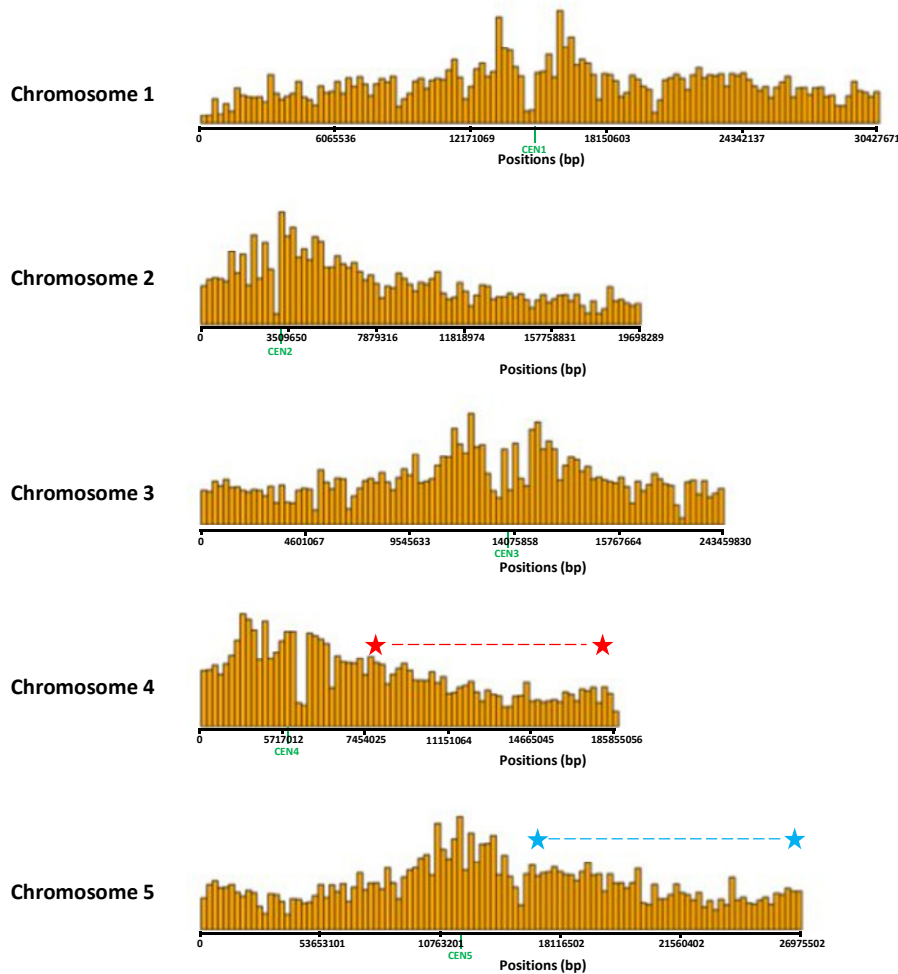 Chromosome 1
0 6065536 12171069 18150603 24342137 30427671
CEN1
Positions (bp)
Chromosome 2
0 3509650 7879316 11818974 157758831 19698289
CEN2
Positions (bp)
Chromosome 3
0 4601067 9545633 14075858 15767664 243459830
CEN3
Positions (bp)
Chromosome 4
0 5717012 7454025 11151064 14665045 185855056
CEN4
Positions (bp)
Chromosome 5
0 53653101 10763201 18116502 21560402 26975502
CEN5
Positions (bp)